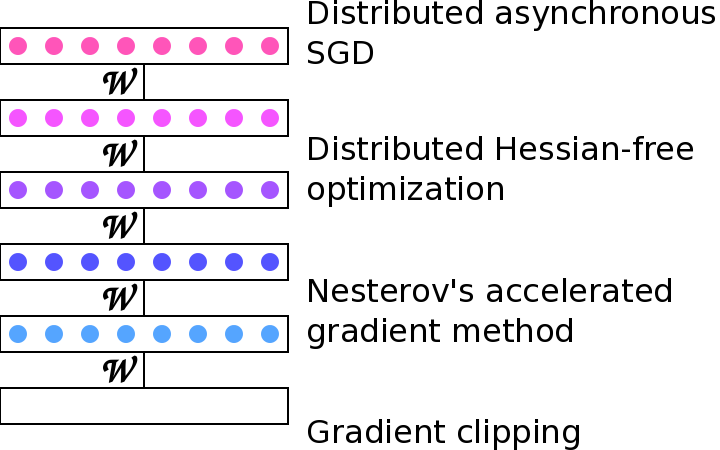 Distributed asynchronous
SGD
W
W
Distributed Hessian-free
optimization
W
W
Nesterov's accelerated
gradient method
W
Gradient clipping